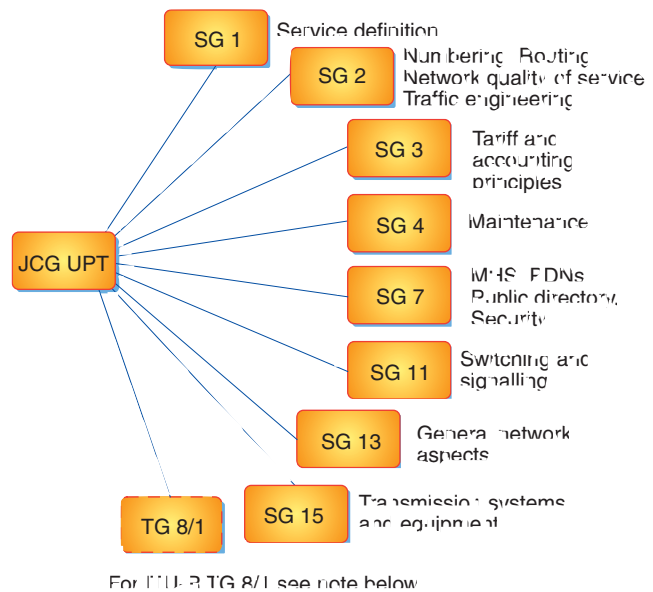 SG 1
Service definition
SG 2
Numbering Routing
Network quality of service
Traffic engineering
SG 3
Tariff and
accounting
principles
SG 4
Maintenance
JCG UPT
SG 7
MHS
Public directory,
Security
SG 11
Switching and
signalling
SG 13
General network
aspects
TG 8/1
SG 15
Transmission systems
and equipment
For TG 8/1 see note below